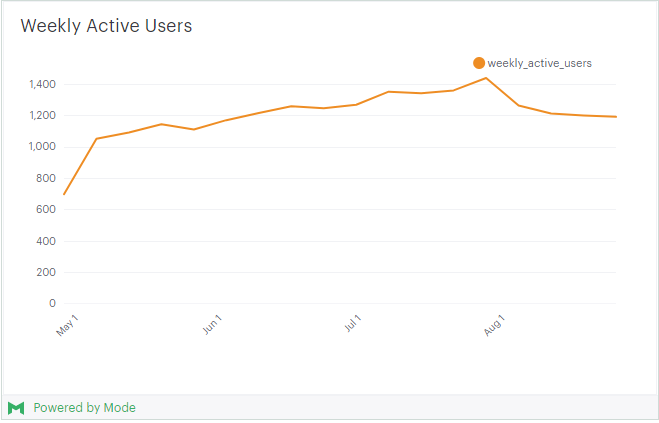 Weekly Active Users
weekly_active_users
1,400
1,200
1,000
800
600
400
200
0
May 1
Jun 1
Jul 1
Aug 1
Powered by Mode